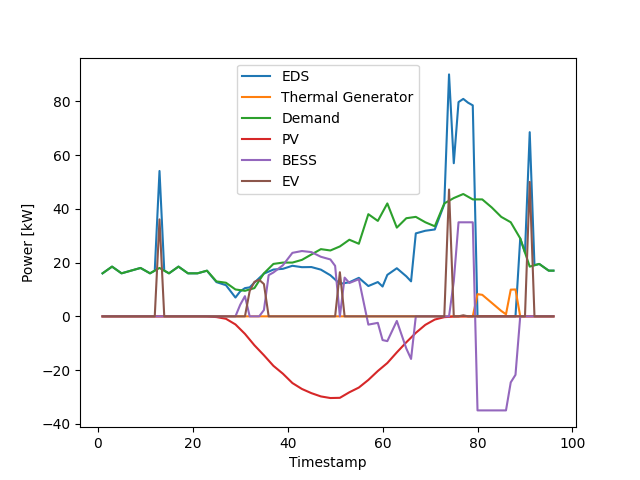 EDS
Thermal Generator
Demand
PV
BESS
EV
Power [kW]
80
60
40
20
0
−20
−40
0 20 40 60 80 100
Timestamp